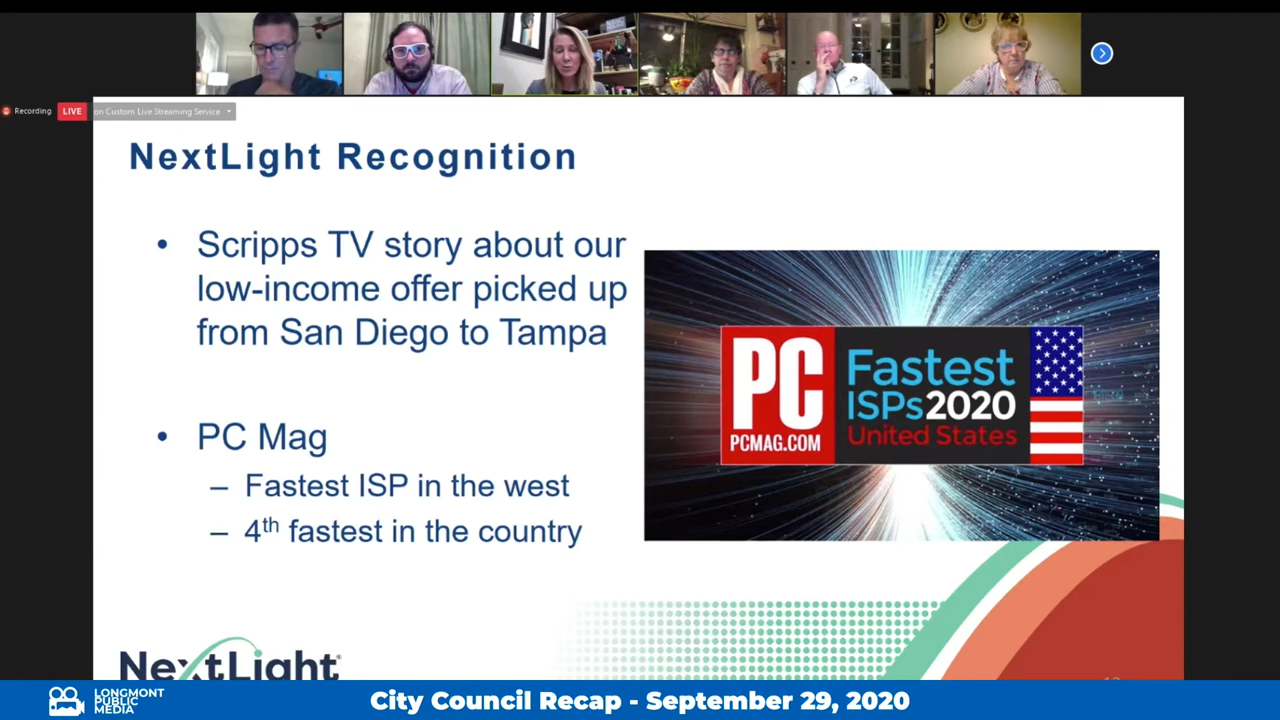 Recording
LIVE
on Custom Live Streaming Service
NextLight Recognition
• Scripps TV story about our
low-income offer picked up
from San Diego to Tampa
• PC Mag
– Fastest ISP in the west
– 4th fastest in the country
PC
PCMAG.COM
Fastest
ISPs2020
United States
NextLight®
LONGMONT
PUBLIC
MEDIA
City Council Recap - September 29, 2020